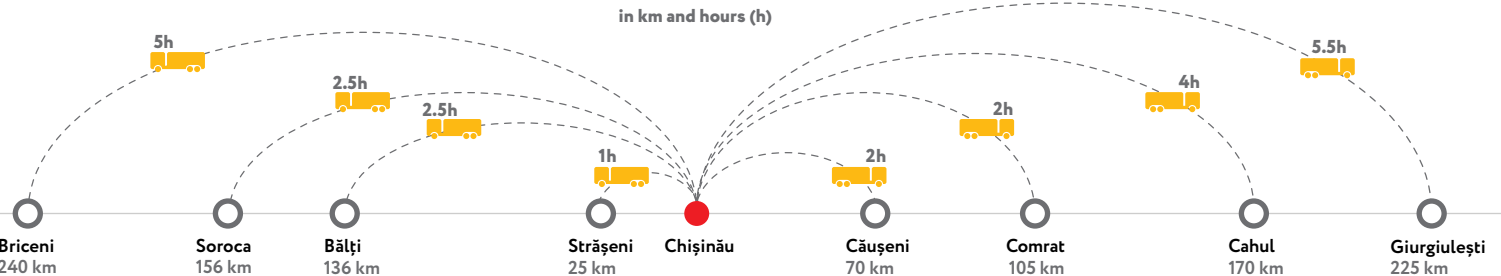 in km and hours (h)
5h
5.5h
2.5h
4h
2.5h
2h
1h
2h
Briceni
240 km
Soroca
156 km
Bălți
136 km
Strășeni
25 km
Chișinău
Căușeni
70 km
Comrat
105 km
Cahul
170 km
Giurgiulești
225 km